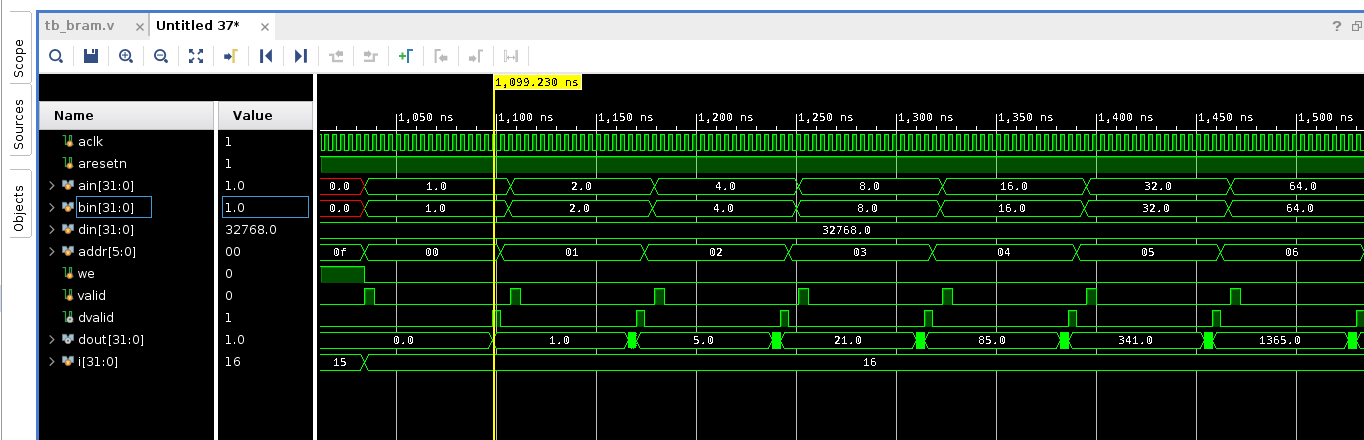 tb_bram.v × Untitled 37* × ?
Scope
Sources
Objects
1,099.230 ns
Name Value
1,050 ns 1,100 ns 1,150 ns 1,200 ns 1,250 ns 1,300 ns 1,350 ns 1,400 ns 1,450 ns 1,500 ns
aclk 1
aresetn 1
ain[31:0] 1.0 0.0 1.0 2.0 4.0 8.0 16.0 32.0 64.0
bin[31:0] 1.0 0.0 1.0 2.0 4.0 8.0 16.0 32.0 64.0
din[31:0] 32768.0 32768.0
addr[5:0] 00 0f 00 01 02 03 04 05 06
we 0
valid 0
dvalid 1
dout[31:0] 1.0 0.0 1.0 5.0 21.0 85.0 341.0 1365.0
i[31:0] 16 15 16